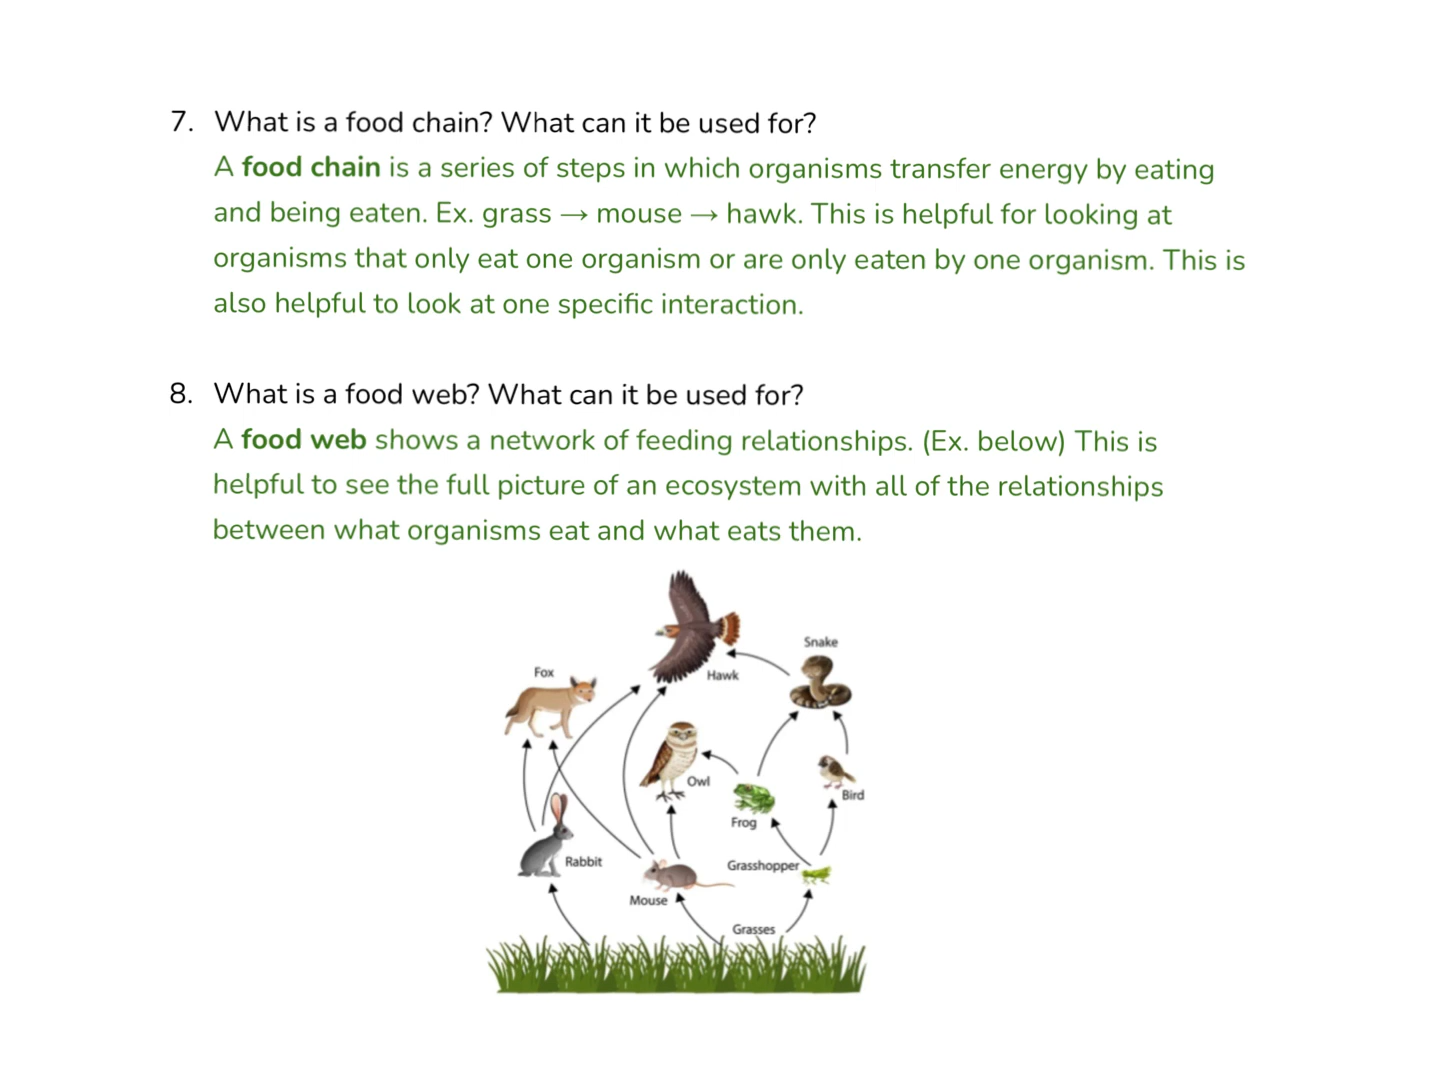 7. What is a food chain? What can it be used for?
A food chain is a series of steps in which organisms transfer energy by eating
and being eaten. Ex. grass → mouse → hawk. This is helpful for looking at
organisms that only eat one organism or are only eaten by one organism. This is
also helpful to look at one specific interaction.
8. What is a food web? What can it be used for?
A food web shows a network of feeding relationships. (Ex. below) This is
helpful to see the full picture of an ecosystem with all of the relationships
between what organisms eat and what eats them.
Snake
Fox
Hawk
Owl
Bird
Frog
Rabbit
Grasshopper
Mouse
Grasses